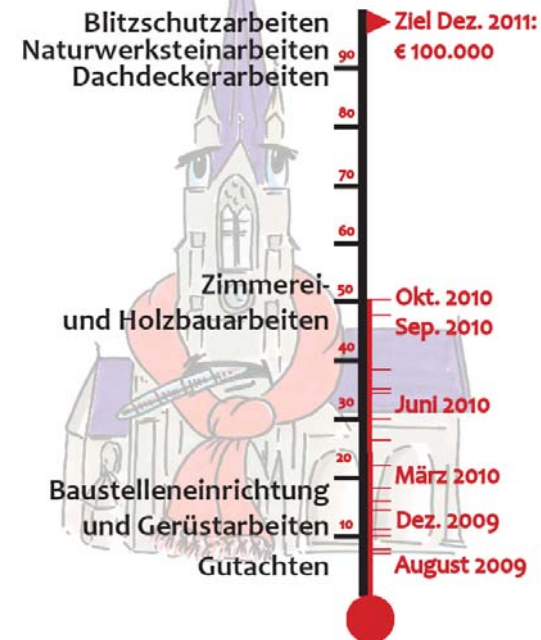 Blitzschutzarbeiten
Naturwerksteinarbeiten
Dachdeckerarbeiten
Zimmerei-
und Holzbauarbeiten
Baustelleneinrichtung
und Gerüstarbeiten
Gutachten
90
80
70
60
50
40
30
20
10
Ziel Dez. 2011:
€ 100.000
Okt. 2010
Sep. 2010
Juni 2010
März 2010
Dez. 2009
August 2009